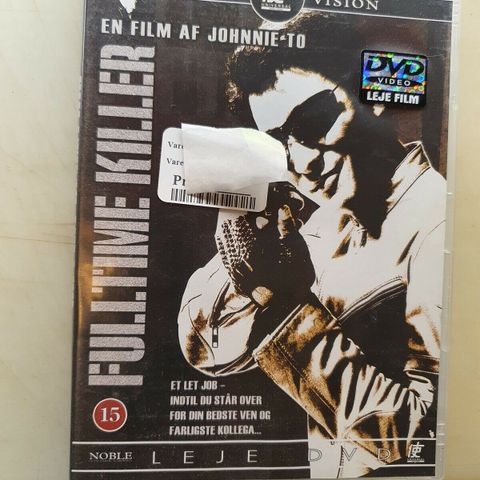 VISION
EN FILM AF JOHNNIE TO
DVD
VIDEO
LEJE FILM
FULLTIME KILLER
Vare
Vare
Pr
ET LET JOB –
INDTIL DU STÅR OVER
FOR DIN BEDSTE VEN OG
FARLIGSTE KOLLEGA...
15
NOBLE
LEJE DVD